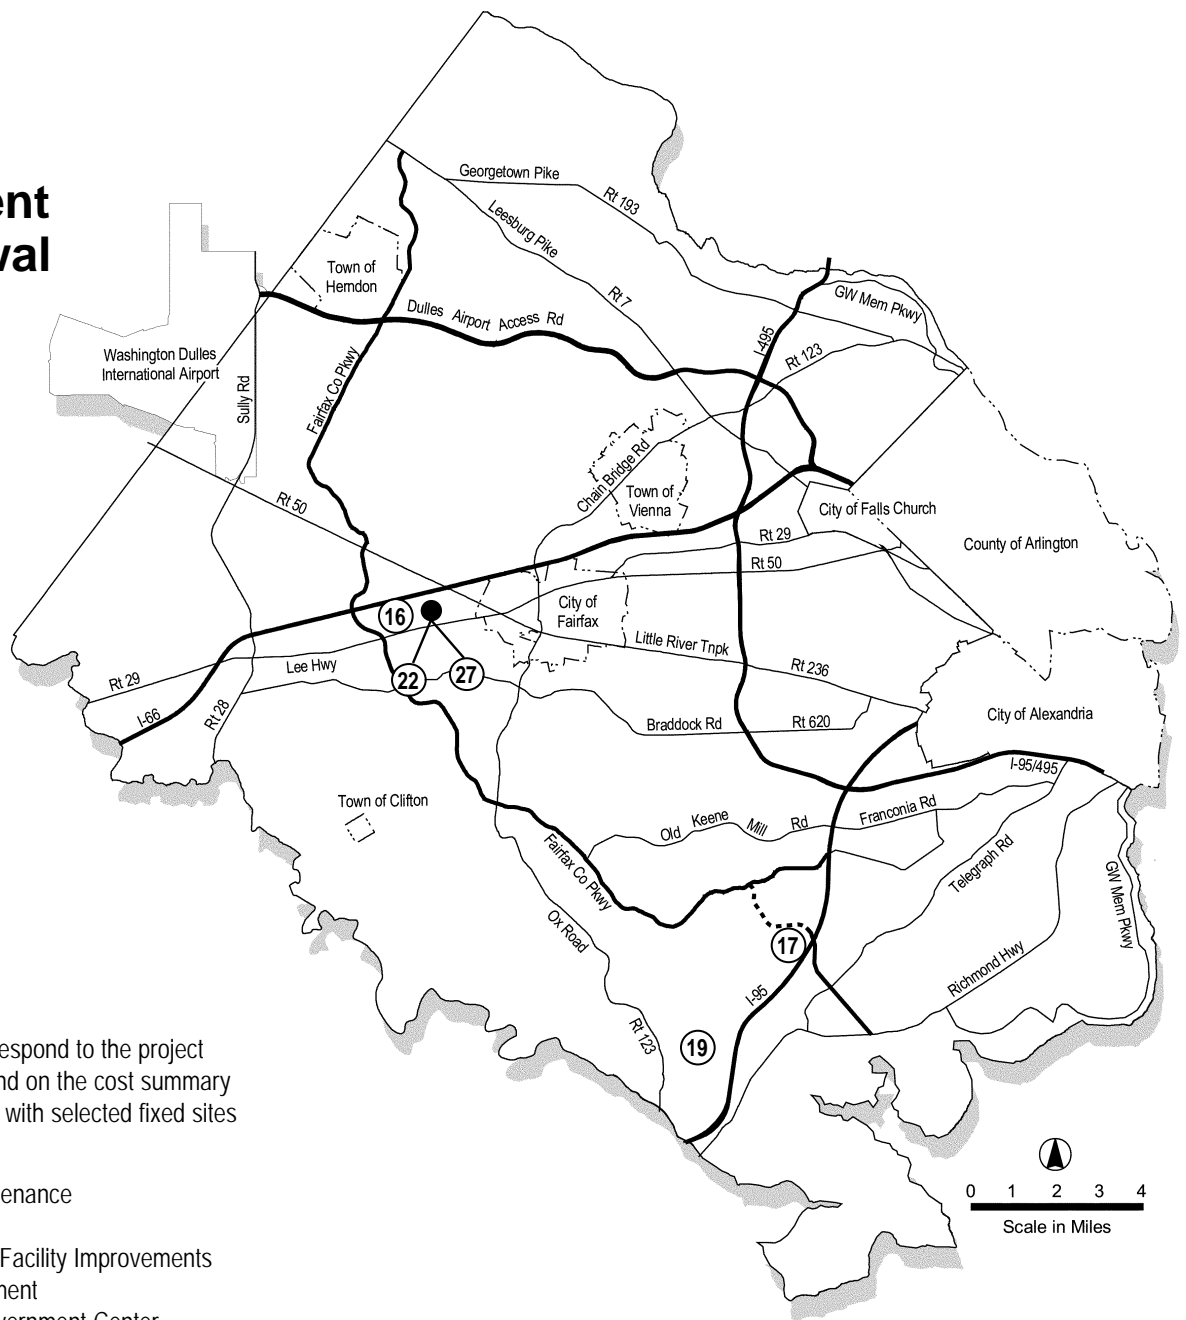 ent
val
Georgetown Pike
Rt 193
Leesburg Pike
Town of
Herndon
Rt 7
GW Mem Pkwy
Dulles Airport Access Rd
I-495
Rt 123
Washington Dulles
International Airport
Sully Rd
Fairfax Co Pkwy
Chain Bridge Rd
Town of
Vienna
Rt 50
City of Falls Church
Rt 29
County of Arlington
Rt 50
16
City of
Fairfax
Little River Tnpk
Rt 236
Lee Hwy
22
27
Rt 29
I-66
Rt 28
Braddock Rd
Rt 620
City of Alexandria
I-95/495
Town of Clifton
Old Keene Mill Rd
Franconia Rd
Fairfax Co Pkwy
Telegraph Rd
GW Mem Pkwy
Ox Road
17
Richmond Hwy
I-95
Rt 123
19
espond to the project
nd on the cost summary
with selected fixed sites
enance
Facility Improvements
ment
vernment Center
0 1 2 3 4
Scale in Miles